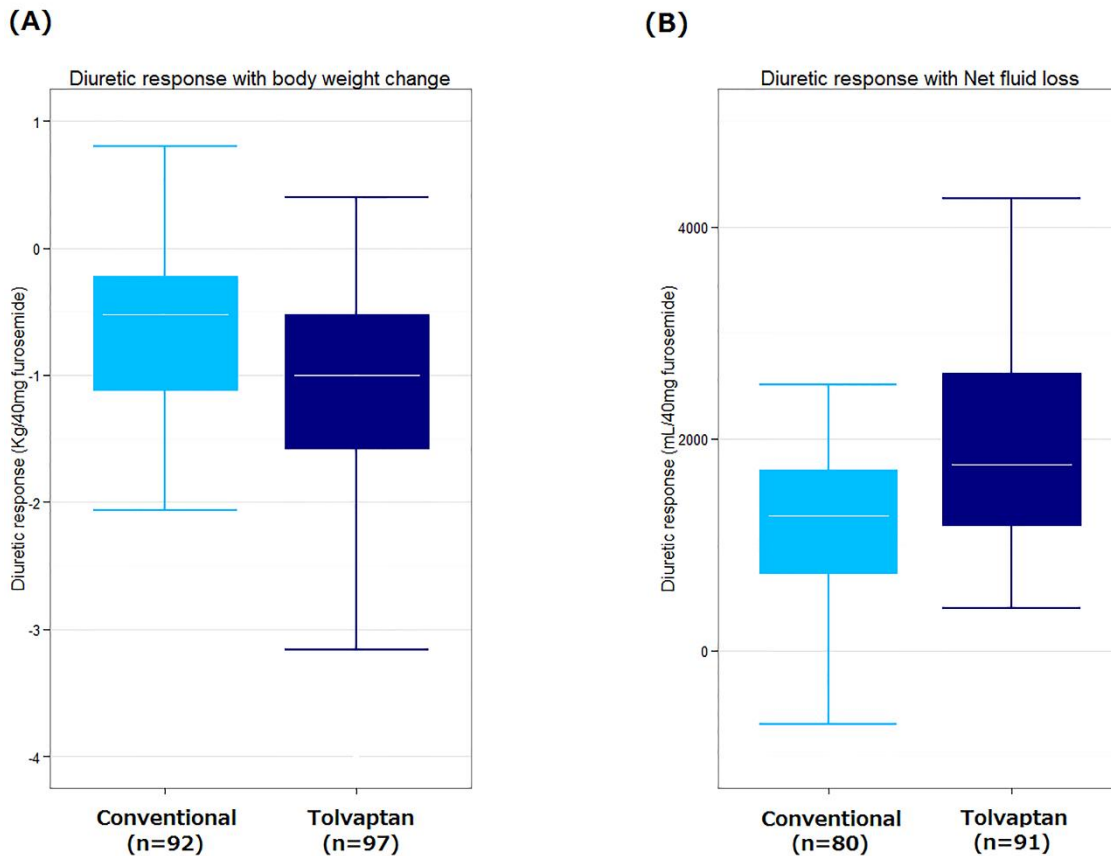 (A)
Diuretic response with body weight change
Diuretic response (Kg/40mg furosemide)
1
0
-1
-2
-3
-4
Conventional
(n=92)
Tolvaptan
(n=97)
(B)
Diuretic response with Net fluid loss
Diuretic response (mL/40mg furosemide)
4000
2000
0
Conventional
(n=80)
Tolvaptan
(n=91)